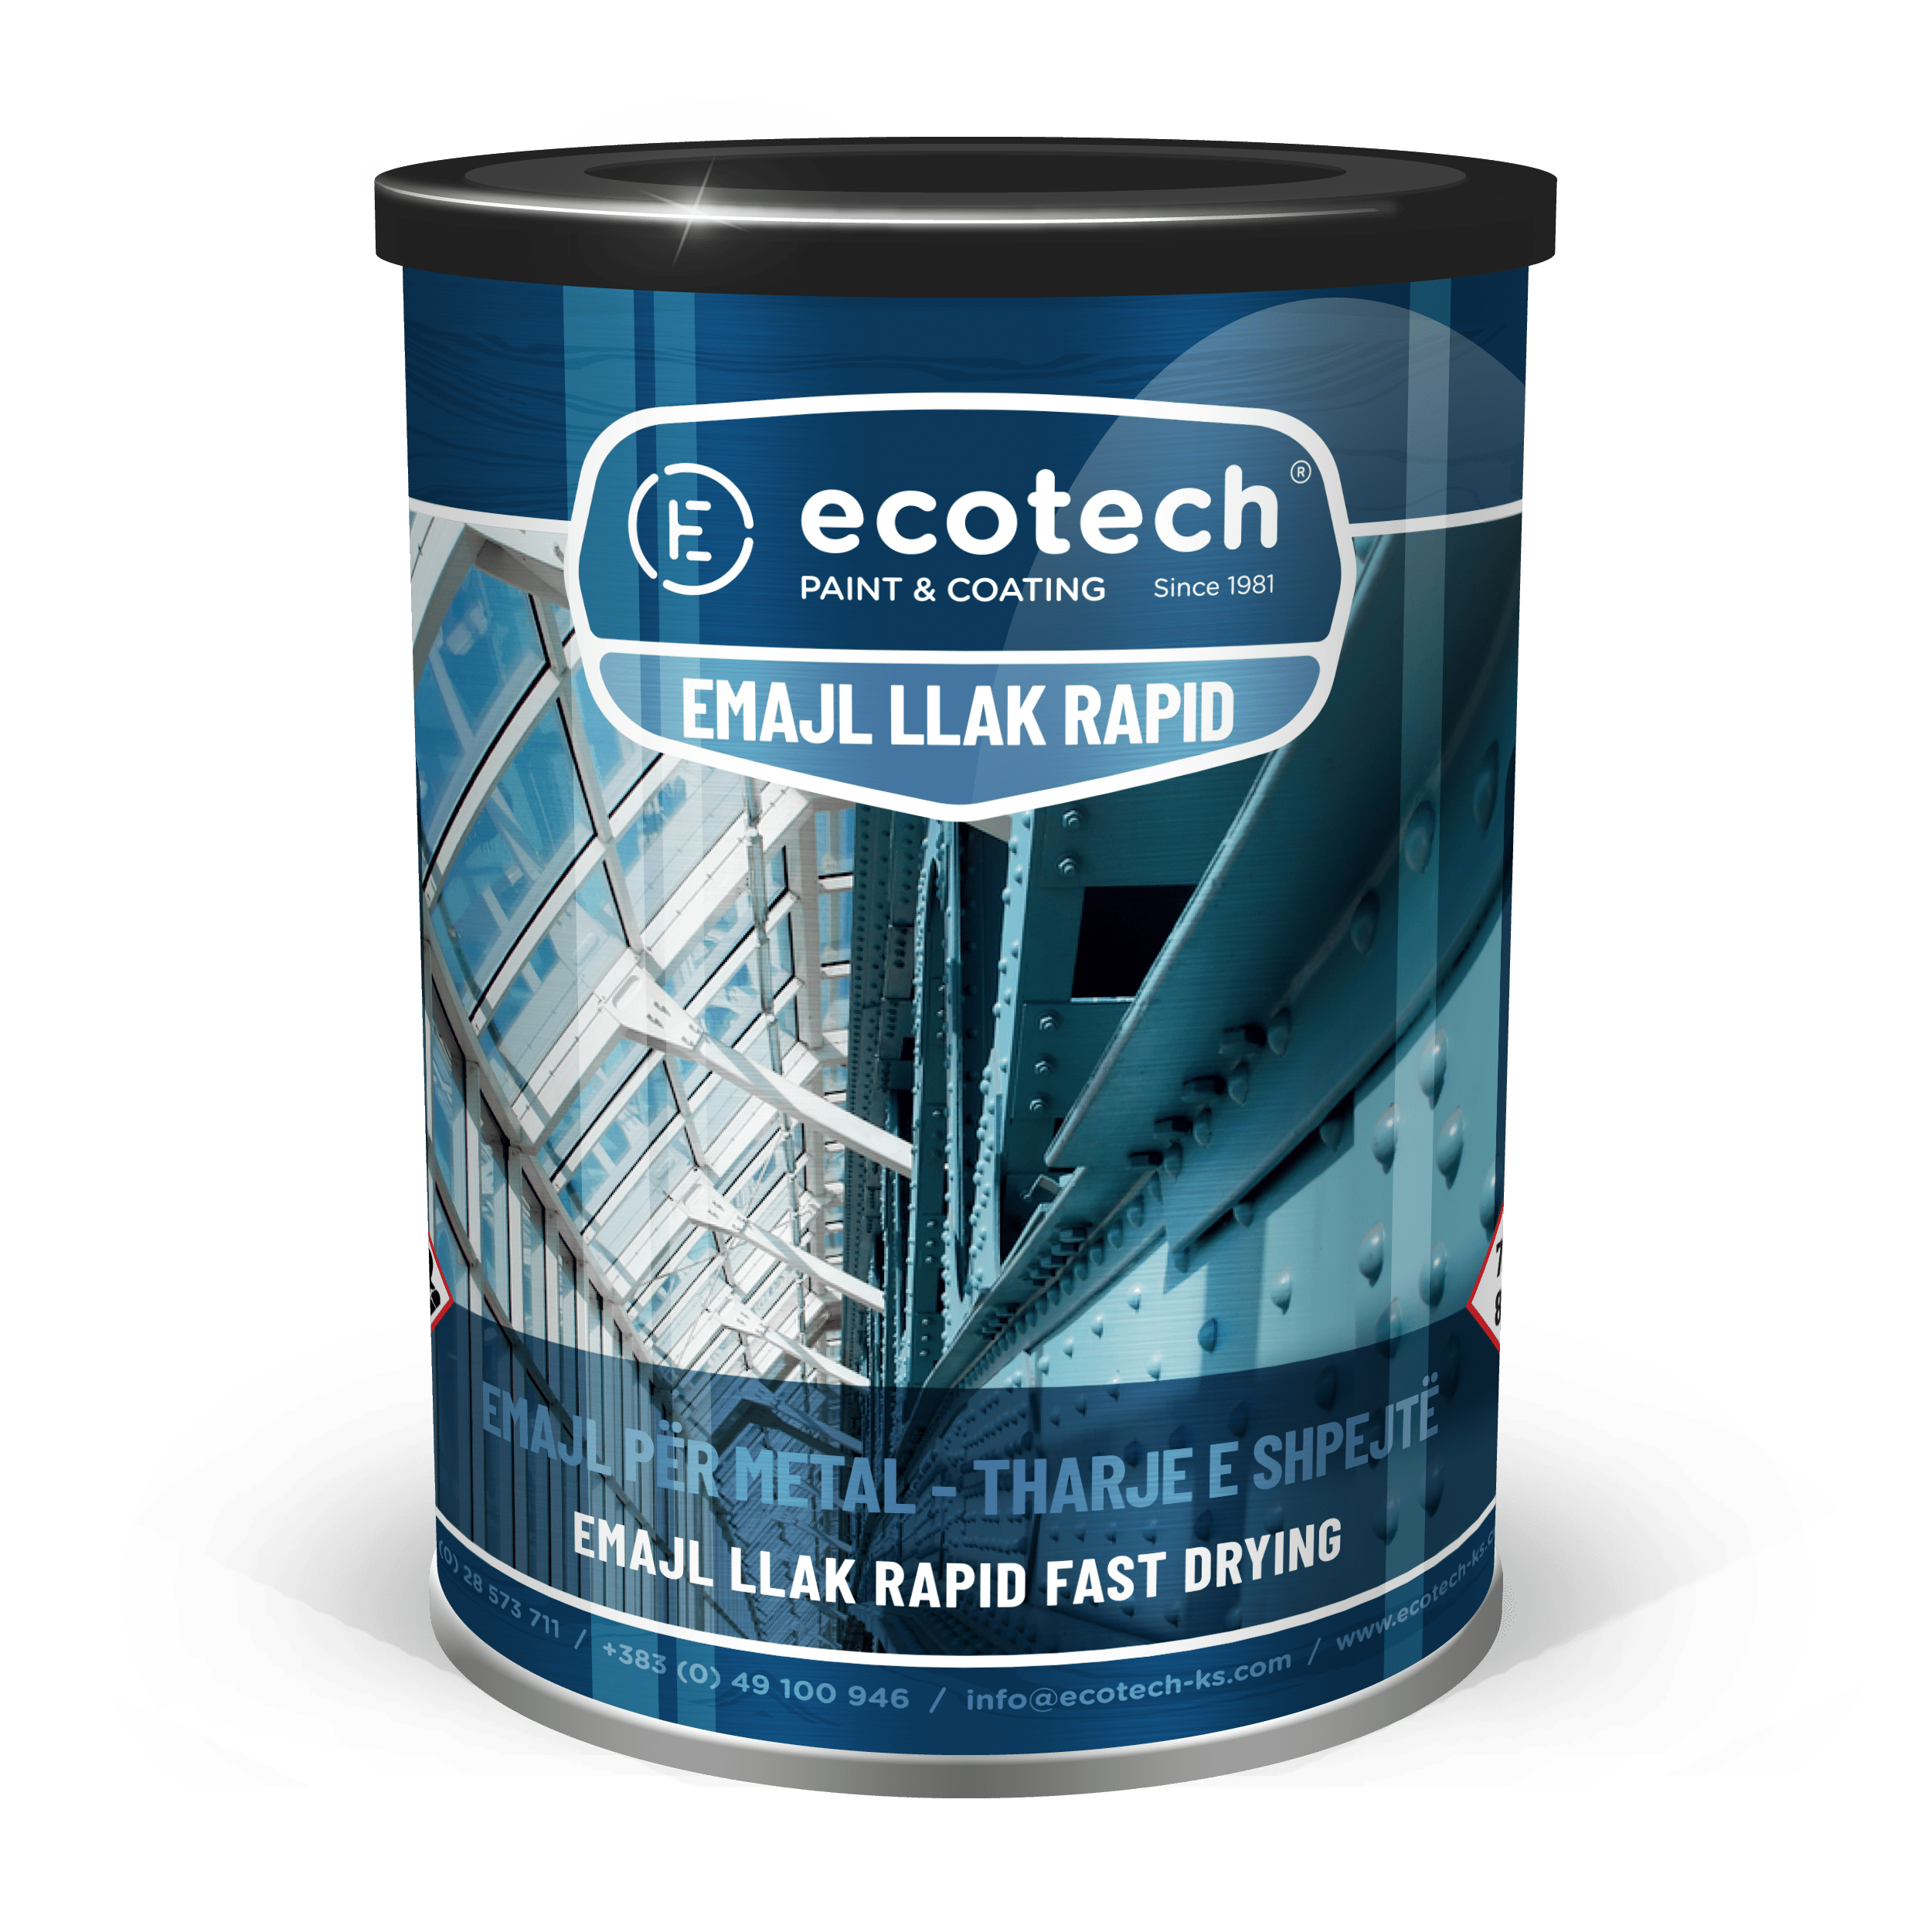 E
ecotech®
PAINT & COATING Since 1981
EMAJL LLAK RAPID
EMAJL PËR METAL - THARJE E SHPEJTË
EMAJL LLAK RAPID FAST DRYING
(0) 28 573 711 / +383 (0) 49 100 946 / info@ecotech-ks.com / www.ecotech-ks.c